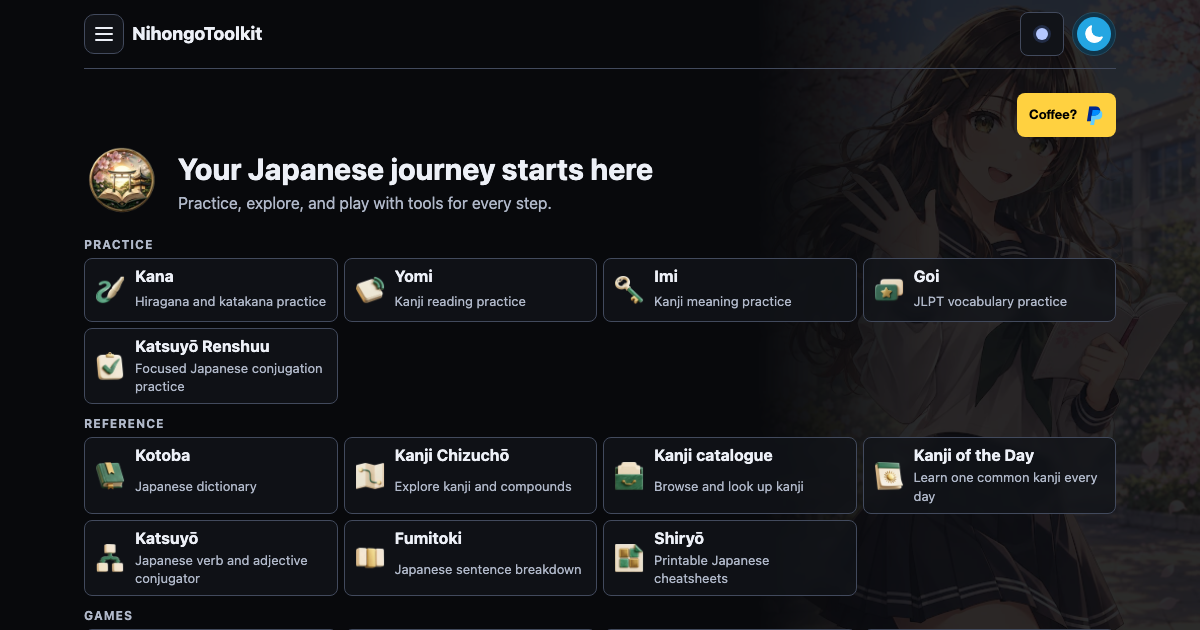 NihongoToolkit
Coffee?
Your Japanese journey starts here
Practice, explore, and play with tools for every step.
PRACTICE
Kana
Hiragana and katakana practice
Yomi
Kanji reading practice
Imi
Kanji meaning practice
Goi
JLPT vocabulary practice
Katsuyō Renshuu
Focused Japanese conjugation
practice
REFERENCE
Kotoba
Japanese dictionary
Kanji Chizuchō
Explore kanji and compounds
Kanji catalogue
Browse and look up kanji
Kanji of the Day
Learn one common kanji every
day
Katsuyō
Japanese verb and adjective
conjugator
Fumitoki
Japanese sentence breakdown
Shiryō
Printable Japanese
cheatsheets
GAMES